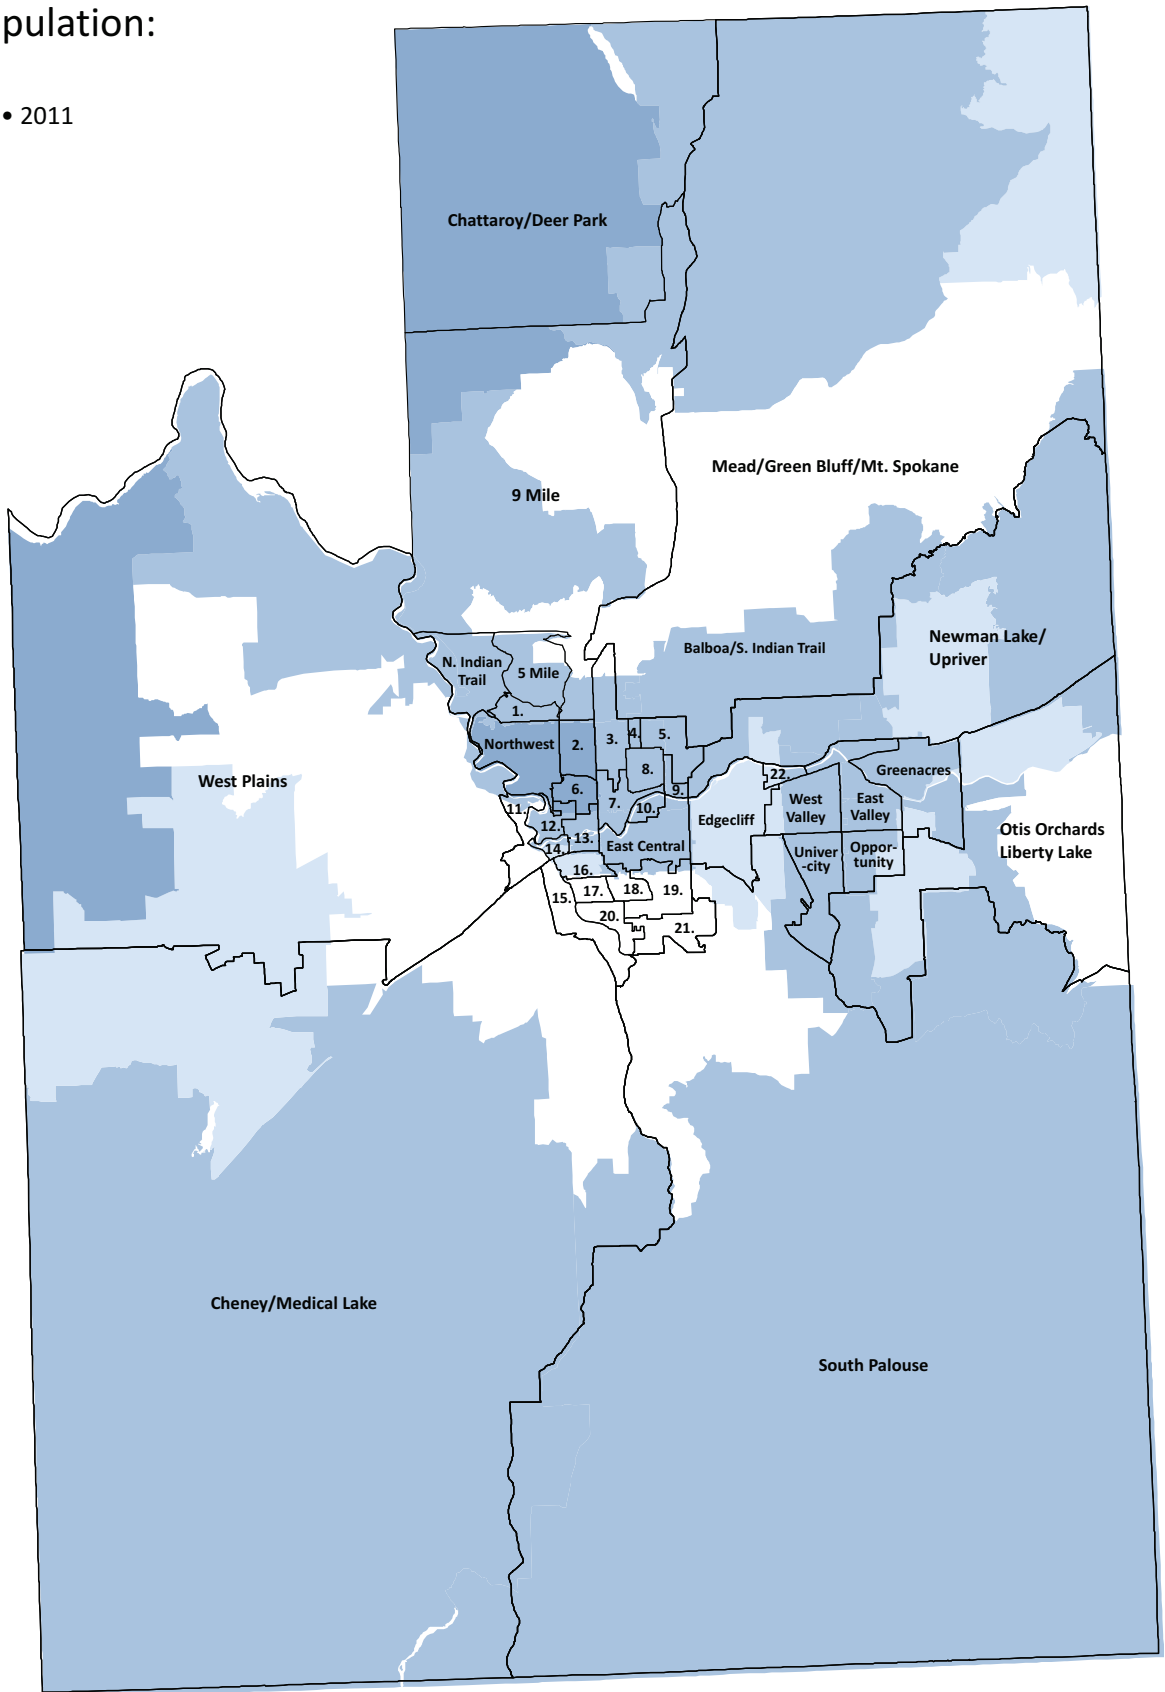 pulation:
• 2011
Chattaroy/Deer Park
Mead/Green Bluff/Mt. Spokane
9 Mile
Newman Lake/
Upriver
Balboa/S. Indian Trail
N. Indian
Trail
5 Mile
1.
Northwest
2.
3.
4.
5.
West Plains
6.
7.
8.
9.
10.
22.
Greenacres
West
Valley
East
Valley
11.
12.
13.
14.
Edgecliff
East Central
Otis Orchards
Liberty Lake
Univer
-city
Oppor-
tunity
15.
16.
17.
18.
19.
20.
21.
Cheney/Medical Lake
South Palouse